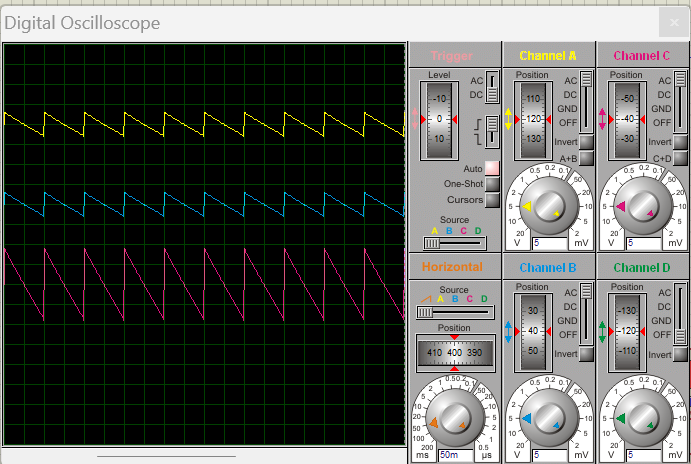 Digital Oscilloscope
Trigger
Level
-10
0
10
AC
DC
Auto
One-Shot
Cursors
Source
A B C D
Channel A
Position
110
120
130
AC
DC
GND
OFF
Invert
A+B
20 10 5 2 1 0.5 0.2 0.1 50 20 10 5 2
V 5 mV
Channel C
Position
-50
-40
-30
AC
DC
GND
OFF
Invert
C+D
20 10 5 2 1 0.5 0.2 0.1 50 20 10 5 2
V 5 mV
Horizontal
Source
A B C D
Position
410 400 390
200 100 50 20 10 5 2 1 0.5 0.2 0.1 50 20 10 5 2 1 0.5
ms 50m µs
Channel B
Position
30
40
50
AC
DC
GND
OFF
Invert
20 10 5 2 1 0.5 0.2 0.1 50 20 10 5 2
V 5 mV
Channel D
Position
-130
-120
-110
AC
DC
GND
OFF
Invert
20 10 5 2 1 0.5 0.2 0.1 50 20 10 5 2
V 5 mV